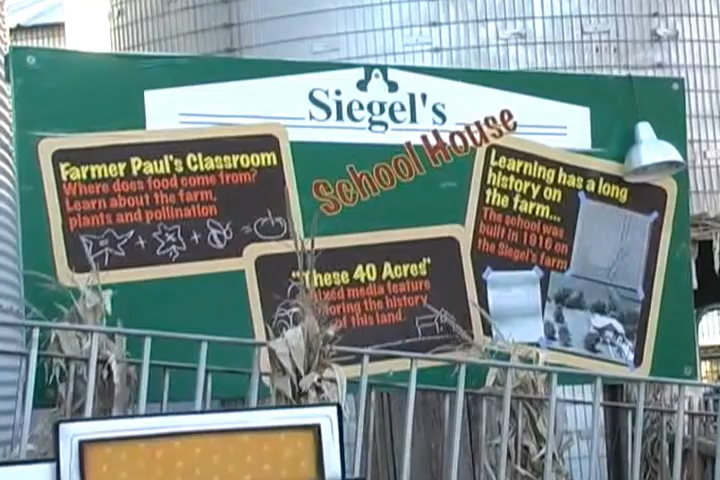 Siegel's
School House
Farmer Paul's Classroom
Where does food come from?
Learn about the farm,
plants and pollination
+ + =
"These 40 Acres"
mixed media feature
of this land.
the history
Learning has a long
history on
the farm...
The school was
built in 1916 on
the Siegel's farm